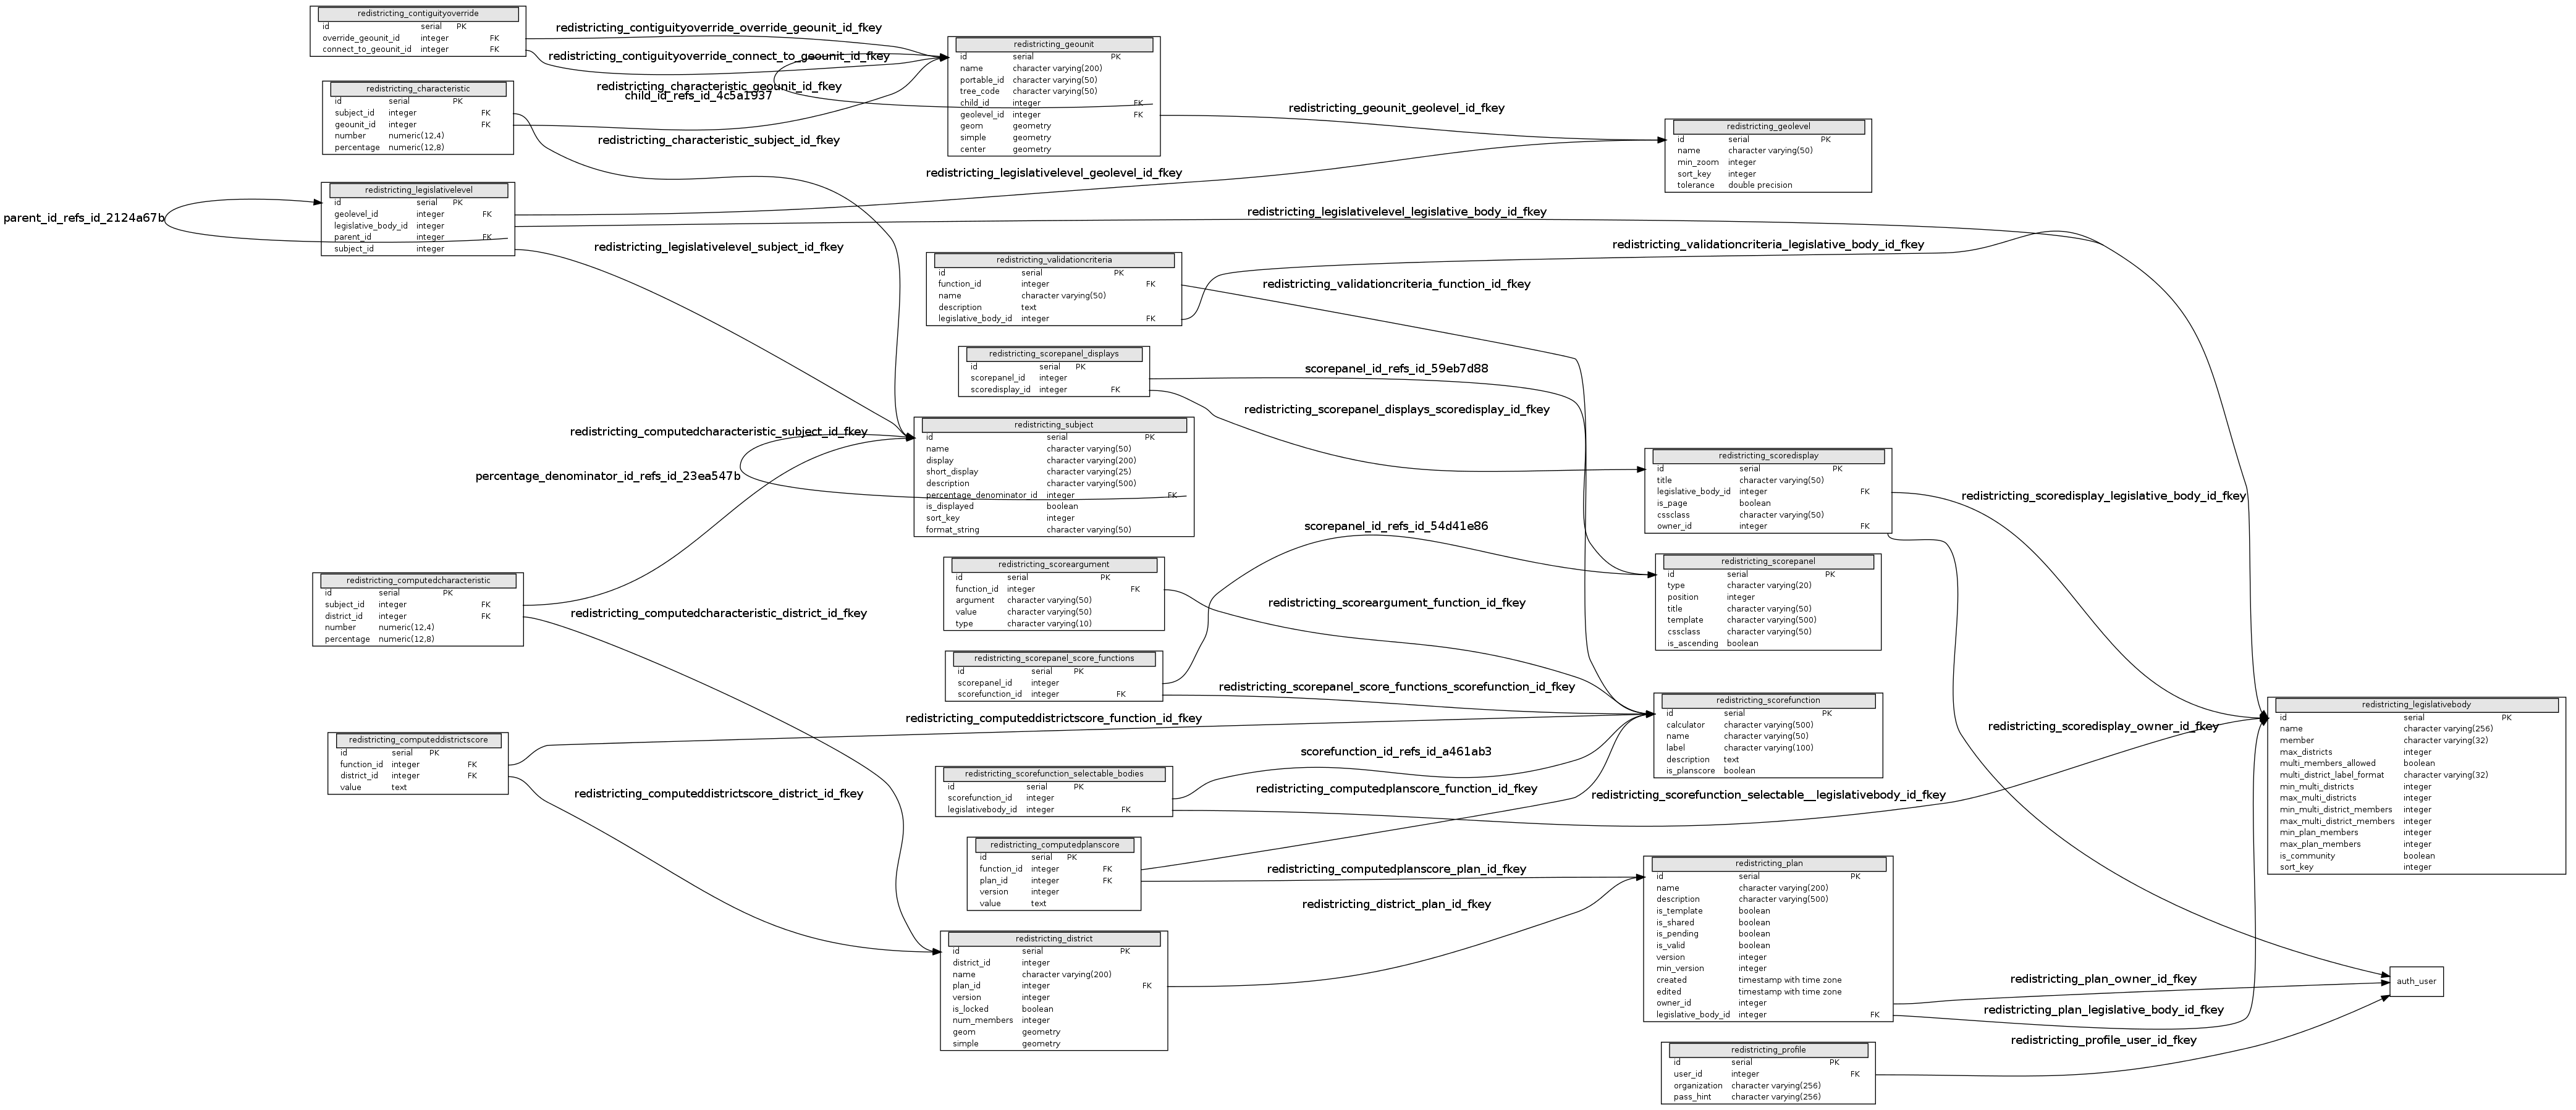 redistricting_contiguityoverride
id serial PK
override_geounit_id integer FK
connect_to_geounit_id integer FK
redistricting_contiguityoverride_override_geounit_id_fkey
redistricting_contiguityoverride_connect_to_geounit_id_fkey
redistricting_characteristic_geounit_id_fkey
child_id_refs_id_4c5a1937
redistricting_characteristic
id serial PK
subject_id integer FK
geounit_id integer FK
number numeric(12,4)
percentage numeric(12,8)
redistricting_characteristic_subject_id_fkey
redistricting_geounit
id serial PK
name character varying(200)
portable_id character varying(50)
tree_code character varying(50)
child_id integer FK
geolevel_id integer FK
geom geometry
simple geometry
center geometry
redistricting_geounit_geolevel_id_fkey
redistricting_geolevel
id serial PK
name character varying(50)
min_zoom integer
sort_key integer
tolerance double precision
redistricting_legislativelevel_geolevel_id_fkey
redistricting_legislativelevel
id serial PK
geolevel_id integer FK
legislative_body_id integer
parent_id integer FK
subject_id integer
parent_id_refs_id_2124a67b
redistricting_legislativelevel_legislative_body_id_fkey
redistricting_legislativelevel_subject_id_fkey
redistricting_validationcriteria_legislative_body_id_fkey
redistricting_validationcriteria
id serial PK
function_id integer FK
name character varying(50)
description text
legislative_body_id integer FK
redistricting_validationcriteria_function_id_fkey
redistricting_scorepanel_displays
id serial PK
scorepanel_id integer
scoredisplay_id integer FK
scorepanel_id_refs_id_59eb7d88
redistricting_scorepanel_displays_scoredisplay_id_fkey
redistricting_computedcharacteristic_subject_id_fkey
percentage_denominator_id_refs_id_23ea547b
redistricting_subject
id serial PK
name character varying(50)
display character varying(200)
short_display character varying(25)
description character varying(500)
percentage_denominator_id integer FK
is_displayed boolean
sort_key integer
format_string character varying(50)
redistricting_scoredisplay
id serial PK
title character varying(50)
legislative_body_id integer FK
is_page boolean
cssclass character varying(50)
owner_id integer FK
redistricting_scoredisplay_legislative_body_id_fkey
scorepanel_id_refs_id_54d41e86
redistricting_scorepanel
id serial PK
type character varying(20)
position integer
title character varying(50)
template character varying(500)
cssclass character varying(50)
is_ascending boolean
redistricting_scoreargument
id serial PK
function_id integer FK
argument character varying(50)
value character varying(50)
type character varying(10)
redistricting_scoreargument_function_id_fkey
redistricting_computedcharacteristic
id serial PK
subject_id integer FK
district_id integer FK
number numeric(12,4)
percentage numeric(12,8)
redistricting_computedcharacteristic_district_id_fkey
redistricting_scorepanel_score_functions
id serial PK
scorepanel_id integer
scorefunction_id integer FK
redistricting_scorepanel_score_functions_scorefunction_id_fkey
redistricting_computeddistrictscore_function_id_fkey
redistricting_scorefunction
id serial PK
calculator character varying(500)
name character varying(50)
label character varying(100)
description text
is_planscore boolean
redistricting_scoredisplay_owner_id_fkey
redistricting_legislativebody
id serial PK
name character varying(256)
member character varying(32)
max_districts integer
multi_members_allowed boolean
multi_district_label_format character varying(32)
min_multi_districts integer
max_multi_districts integer
min_multi_district_members integer
max_multi_district_members integer
min_plan_members integer
max_plan_members integer
is_community boolean
sort_key integer
redistricting_computeddistrictscore
id serial PK
function_id integer FK
district_id integer FK
value text
redistricting_computeddistrictscore_district_id_fkey
scorefunction_id_refs_id_a461ab3
redistricting_scorefunction_selectable_bodies
id serial PK
scorefunction_id integer
legislativebody_id integer FK
redistricting_computedplanscore_function_id_fkey
redistricting_scorefunction_selectable__legislativebody_id_fkey
redistricting_computedplanscore
id serial PK
function_id integer FK
plan_id integer FK
version integer
value text
redistricting_computedplanscore_plan_id_fkey
redistricting_district_plan_id_fkey
redistricting_district
id serial PK
district_id integer
name character varying(200)
plan_id integer FK
version integer
is_locked boolean
num_members integer
geom geometry
simple geometry
redistricting_plan
id serial PK
name character varying(200)
description character varying(500)
is_template boolean
is_shared boolean
is_pending boolean
is_valid boolean
version integer
min_version integer
created timestamp with time zone
edited timestamp with time zone
owner_id integer
legislative_body_id integer FK
redistricting_plan_owner_id_fkey
auth_user
redistricting_plan_legislative_body_id_fkey
redistricting_profile_user_id_fkey
redistricting_profile
id serial PK
user_id integer FK
organization character varying(256)
pass_hint character varying(256)